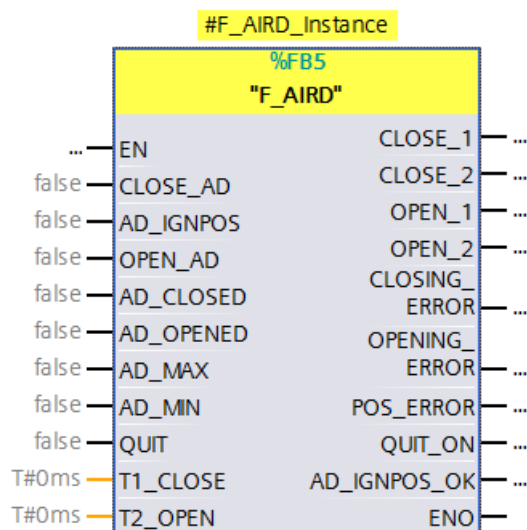 #F_AIRD_Instance
%FB5
"F_AIRD"
... EN
false CLOSE_AD
false AD_IGNPOS
false OPEN_AD
false AD_CLOSED
false AD_OPENED
false AD_MAX
false AD_MIN
false QUIT
T#0ms T1_CLOSE
T#0ms T2_OPEN
CLOSE_1 ...
CLOSE_2 ...
OPEN_1 ...
OPEN_2 ...
CLOSING_
ERROR ...
OPENING_
ERROR ...
POS_ERROR ...
QUIT_ON ...
AD_IGNPOS_OK ...
ENO